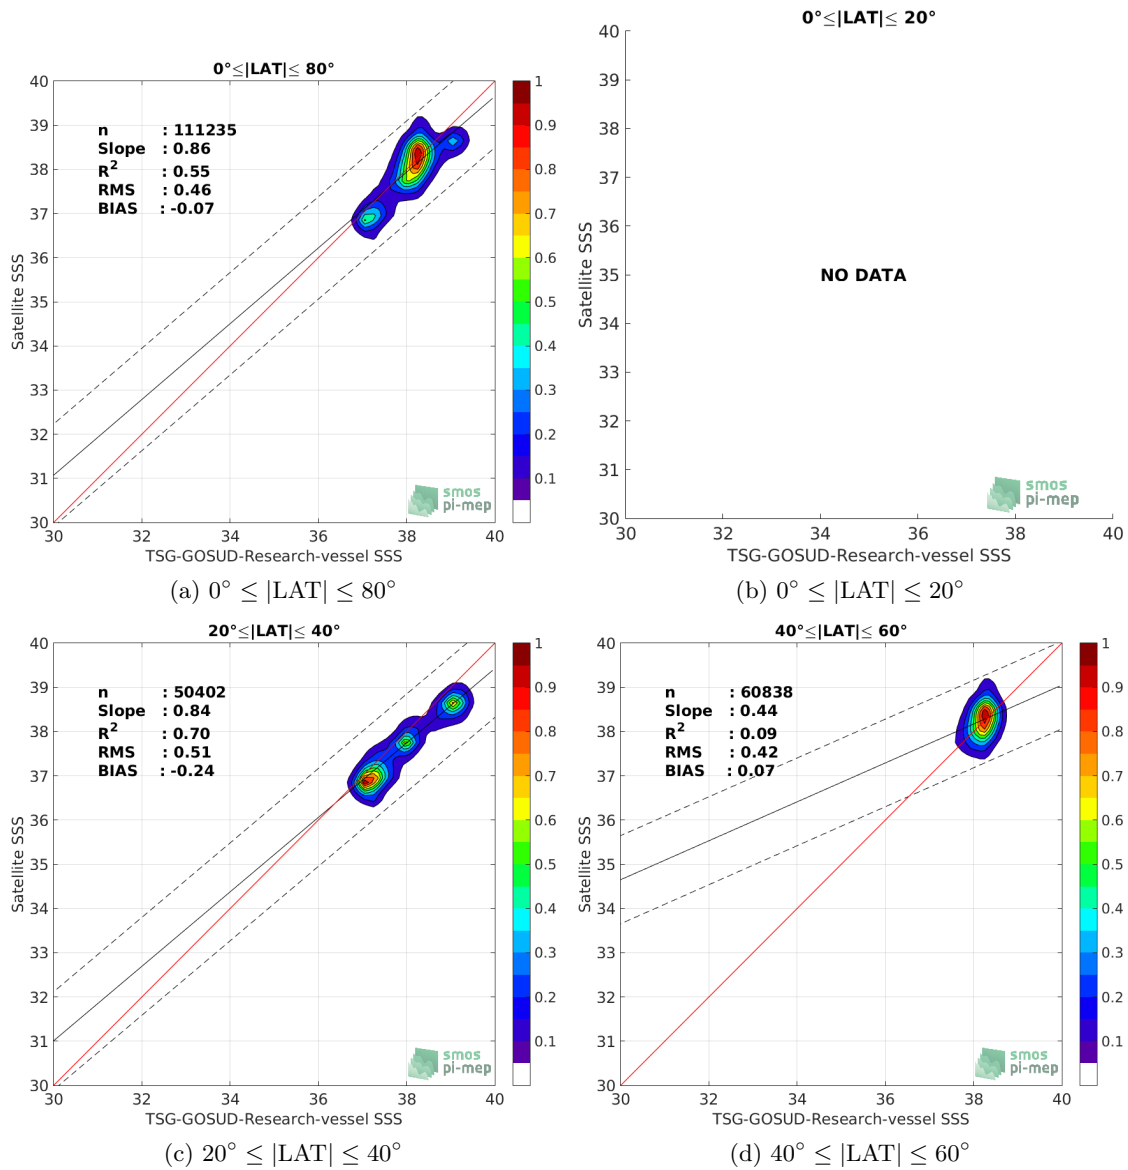 0°≤|LAT|≤ 80°
40
39
38
37
36
35
34
33
32
31
30
Satellite SSS
n : 111235
Slope : 0.86
R² : 0.55
RMS : 0.46
BIAS : -0.07
smos
pi-mep
30 32 34 36 38 40
TSG-GOSUD-Research-vessel SSS
1
0.9
0.8
0.7
0.6
0.5
0.4
0.3
0.2
0.1
(a) 0° ≤ |LAT| ≤ 80°
0°≤|LAT|≤ 20°
40
39
38
37
36
35
34
33
32
31
30
Satellite SSS
NO DATA
smos
pi-mep
30 32 34 36 38 40
TSG-GOSUD-Research-vessel SSS
(b) 0° ≤ |LAT| ≤ 20°
20°≤|LAT|≤ 40°
40
39
38
37
36
35
34
33
32
31
30
Satellite SSS
n : 50402
Slope : 0.84
R² : 0.70
RMS : 0.51
BIAS : -0.24
smos
pi-mep
30 32 34 36 38 40
TSG-GOSUD-Research-vessel SSS
1
0.9
0.8
0.7
0.6
0.5
0.4
0.3
0.2
0.1
(c) 20° ≤ |LAT| ≤ 40°
40°≤|LAT|≤ 60°
40
39
38
37
36
35
34
33
32
31
30
Satellite SSS
n : 60838
Slope : 0.44
R² : 0.09
RMS : 0.42
BIAS : 0.07
smos
pi-mep
30 32 34 36 38 40
TSG-GOSUD-Research-vessel SSS
1
0.9
0.8
0.7
0.6
0.5
0.4
0.3
0.2
0.1
(d) 40° ≤ |LAT| ≤ 60°